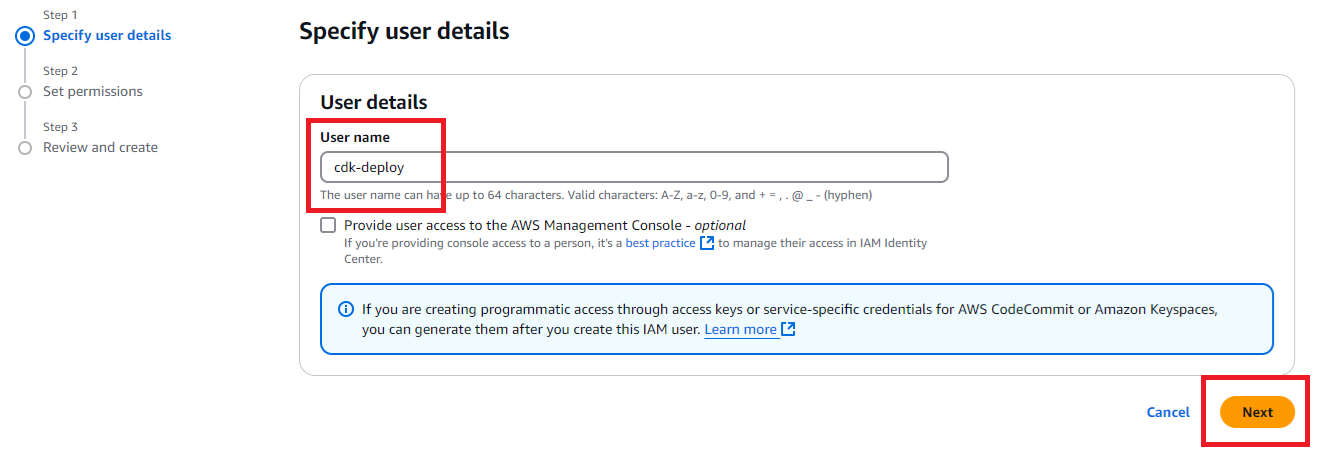 Step 1
Specify user details
Step 2
Set permissions
Step 3
Review and create
Specify user details
User details
User name
cdk-deploy
The user name can have up to 64 characters. Valid characters: A-Z, a-z, 0-9, and + = , . @ _ - (hyphen)
Provide user access to the AWS Management Console - optional
If you're providing console access to a person, it's a best practice to manage their access in IAM Identity
Center.
If you are creating programmatic access through access keys or service-specific credentials for AWS CodeCommit or Amazon Keyspaces,
you can generate them after you create this IAM user. Learn more
Cancel
Next